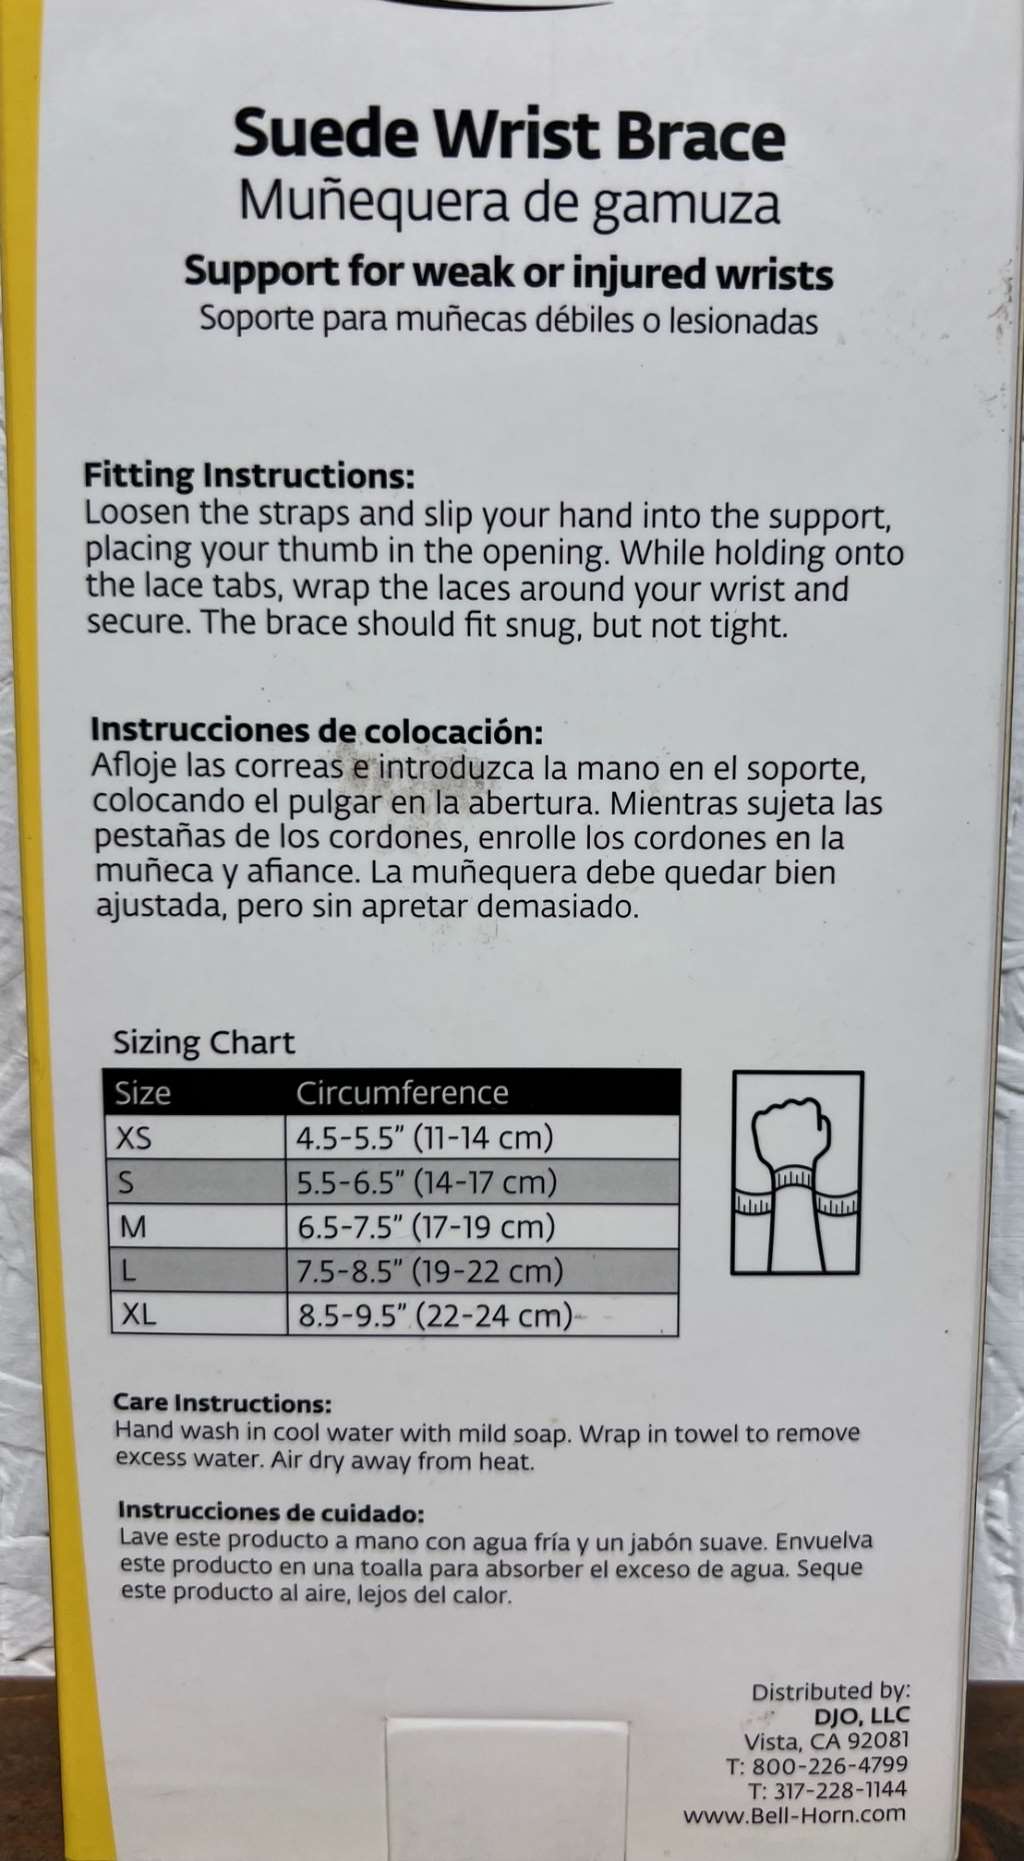 Suede Wrist Brace
Muñequera de gamuza
Support for weak or injured wrists
Soporte para muñecas débiles o lesionadas
Fitting Instructions:
Loosen the straps and slip your hand into the support,
placing your thumb in the opening. While holding onto
the lace tabs, wrap the laces around your wrist and
secure. The brace should fit snug, but not tight.
Instrucciones de colocación:
Afloje las correas e introduzca la mano en el soporte,
colocando el pulgar en la abertura. Mientras sujeta las
pestañas de los cordones, enrolle los cordones en la
muñeca y afiance. La muñequera debe quedar bien
ajustada, pero sin apretar demasiado.
Sizing Chart
Size Circumference
XS 4.5-5.5" (11-14 cm)
S 5.5-6.5" (14-17 cm)
M 6.5-7.5" (17-19 cm)
L 7.5-8.5" (19-22 cm)
XL 8.5-9.5" (22-24 cm)
Care Instructions:
Hand wash in cool water with mild soap. Wrap in towel to remove
excess water. Air dry away from heat.
Instrucciones de cuidado:
Lave este producto a mano con agua fría y un jabón suave. Envuelva
este producto en una toalla para absorber el exceso de agua. Seque
este producto al aire, lejos del calor.
Distributed by:
DJO, LLC
Vista, CA 92081
T: 800-226-4799
T: 317-228-1144
www.Bell-Horn.com